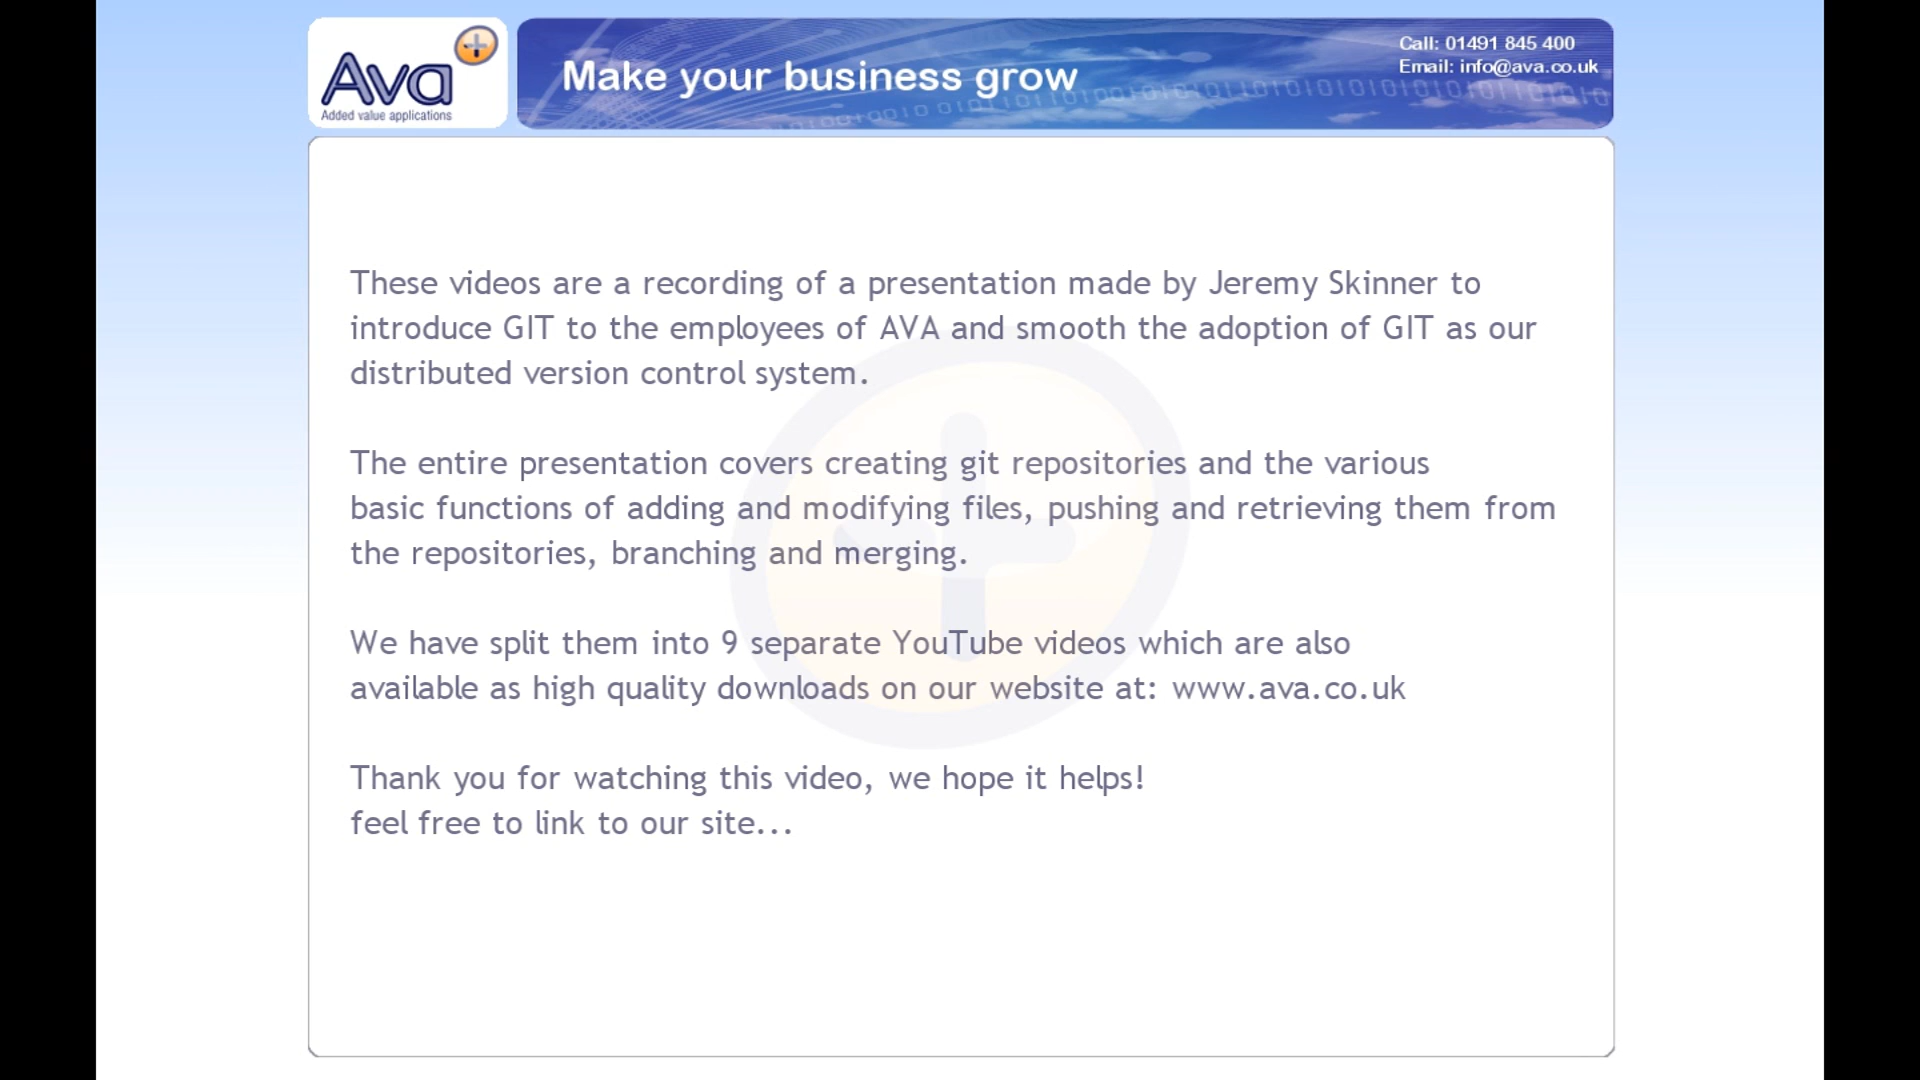 Ava
Added value applications
Make your business grow
Call: 01491 845 400
Email: info@ava.co.uk
These videos are a recording of a presentation made by Jeremy Skinner to
introduce GIT to the employees of AVA and smooth the adoption of GIT as our
distributed version control system.
The entire presentation covers creating git repositories and the various
basic functions of adding and modifying files, pushing and retrieving them from
the repositories, branching and merging.
We have split them into 9 separate YouTube videos which are also
available as high quality downloads on our website at: www.ava.co.uk
Thank you for watching this video, we hope it helps!
feel free to link to our site...